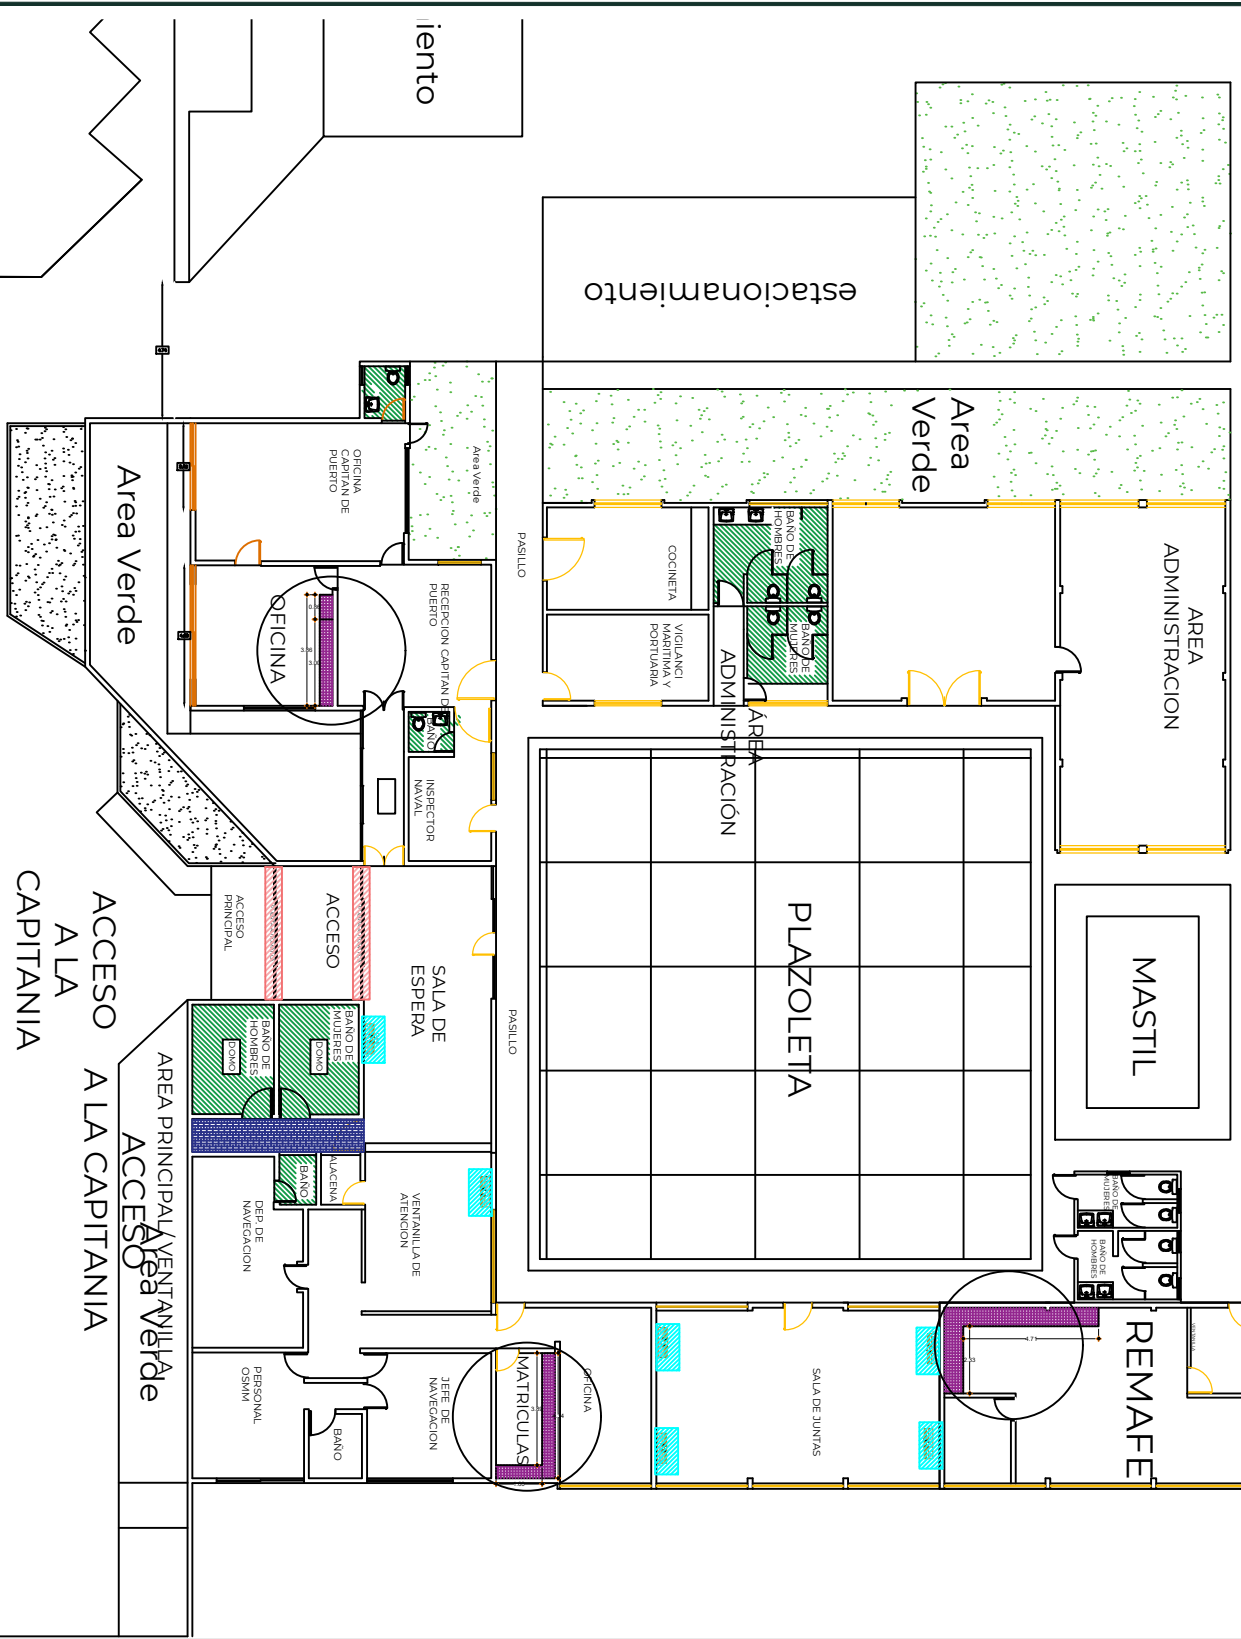 iento
estacionamiento
Area
Verde
AREA
ADMINISTRACION
Area Verde
OFICINA
CAPITAN DE
PUERTO
Area Verde
PASILLO
COCINETA
BAÑO DE
HOMBRES
BAÑO DE
MUJERES
VIGILANCI
MARITIMA Y
PORTUARIA
ÁREA
ADMINISTRACIÓN
OFICINA
RECEPCION CAPITAN DE
PUERTO
BAÑO
INSPECTOR
NAVAL
ACCESO
A LA
CAPITANIA
ACCESO
PRINCIPAL
ACCESO
SALA DE
ESPERA
PASILLO
PLAZOLETA
MASTIL
BAÑO DE
HOMBRES
DOMO
BAÑO DE
MUJERES
DOMO
AREA PRINCIPAL/VENTANILLA
ACCESO
A LA CAPITANIA
Area Verde
DEP. DE
NAVEGACION
BAÑO
ALACENA
VENTANILLA DE
ATENCION
PERSONAL
OSMM
BAÑO
JEFE DE
NAVEGACION
MATRICULAS
OFICINA
SALA DE JUNTAS
BAÑO DE
MUJERES
BAÑO DE
HOMBRES
REMAFE
4.71